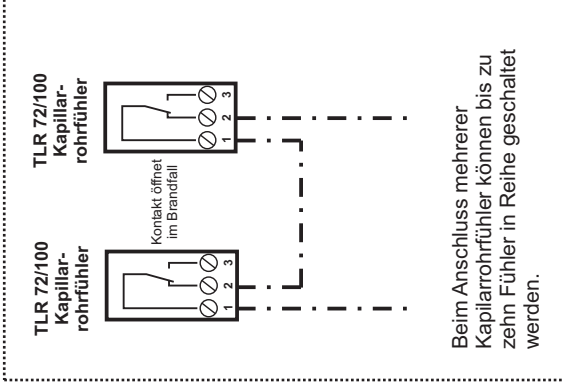 TLR 72/100
Kapillar-
rohrfühler
1
2
3
Kontakt öffnet
im Brandfall
TLR 72/100
Kapillar-
rohrfühler
1
2
3
Beim Anschluss mehrerer
Kapilarrohrfühler können bis zu
zehn Fühler in Reihe geschaltet
werden.